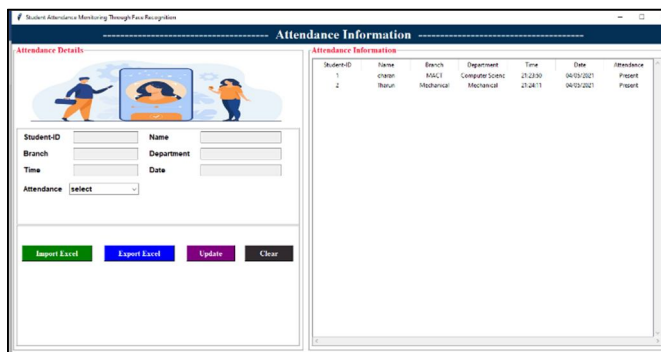 Student Attendance Monitoring Through Face Recognition
------------------------------------- Attendance Information -------------------------------------
Attendance Details
Student-ID Name
Branch Department
Time Date
Attendance select
Import Excel Export Excel Update Clear
Attendance Information
Student-ID Name Branch Department Time Date Attendance
1 charan MACT Computer Scienc 21:23:50 04/05/2021 Present
2 Tharun Mechanical Mechanical 21:24:11 04/05/2021 Present